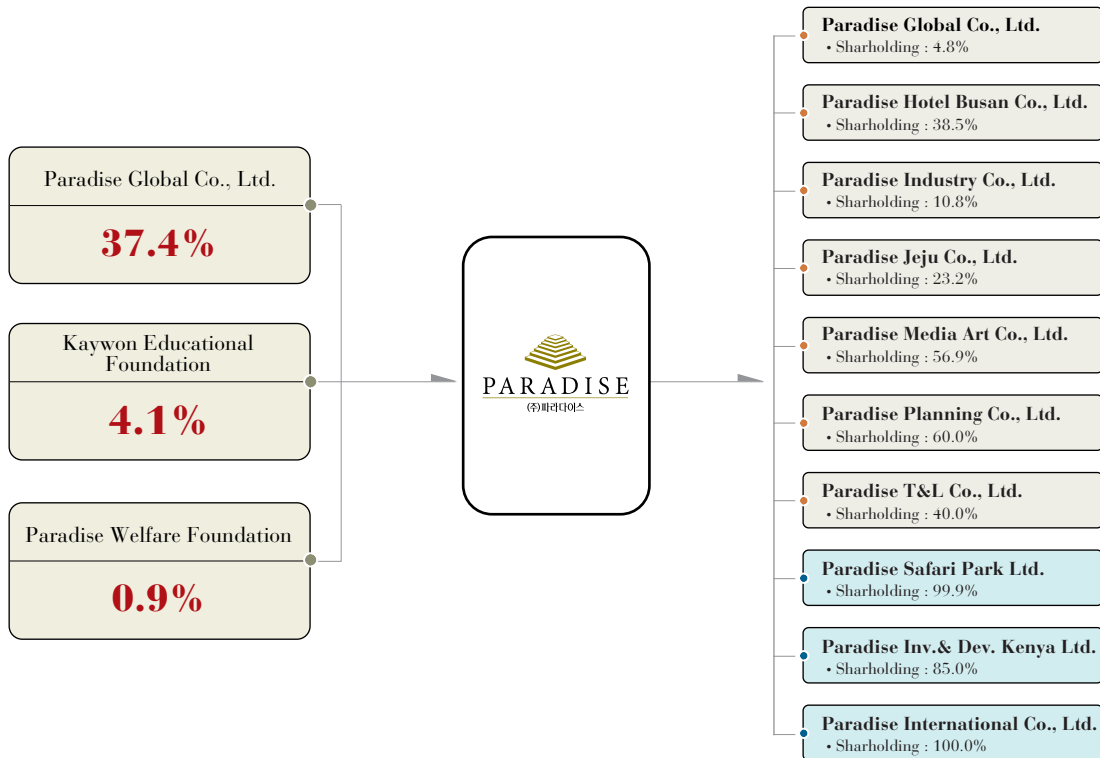 Paradise Global Co., Ltd.
37.4%
Kaywon Educational
Foundation
4.1%
Paradise Welfare Foundation
0.9%
PARADISE
(주)파라다이스
Paradise Global Co., Ltd.
• Sharholding : 4.8%
Paradise Hotel Busan Co., Ltd.
• Sharholding : 38.5%
Paradise Industry Co., Ltd.
• Sharholding : 10.8%
Paradise Jeju Co., Ltd.
• Sharholding : 23.2%
Paradise Media Art Co., Ltd.
• Sharholding : 56.9%
Paradise Planning Co., Ltd.
• Sharholding : 60.0%
Paradise T&L Co., Ltd.
• Sharholding : 40.0%
Paradise Safari Park Ltd.
• Sharholding : 99.9%
Paradise Inv.& Dev. Kenya Ltd.
• Sharholding : 85.0%
Paradise International Co., Ltd.
• Sharholding : 100.0%